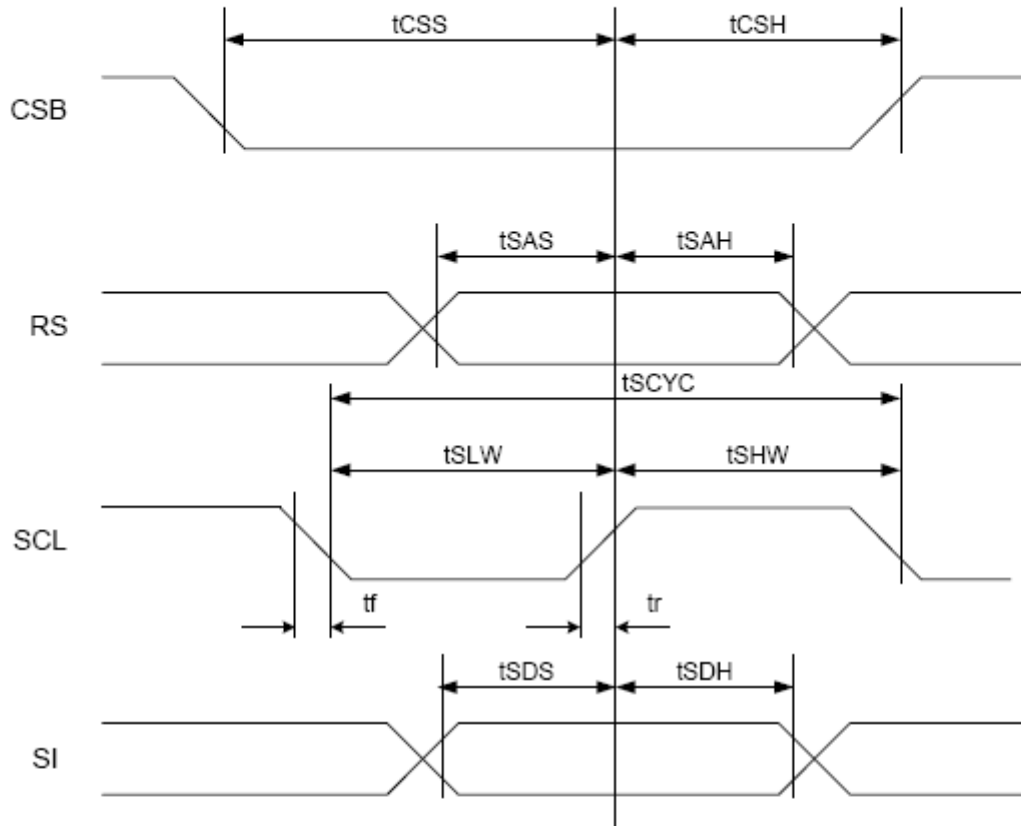 tCSS tCSH
CSB
tSAS tSAH
RS
tSCYC
tSLW tSHW
SCL
tf tr
tSDS tSDH
SI